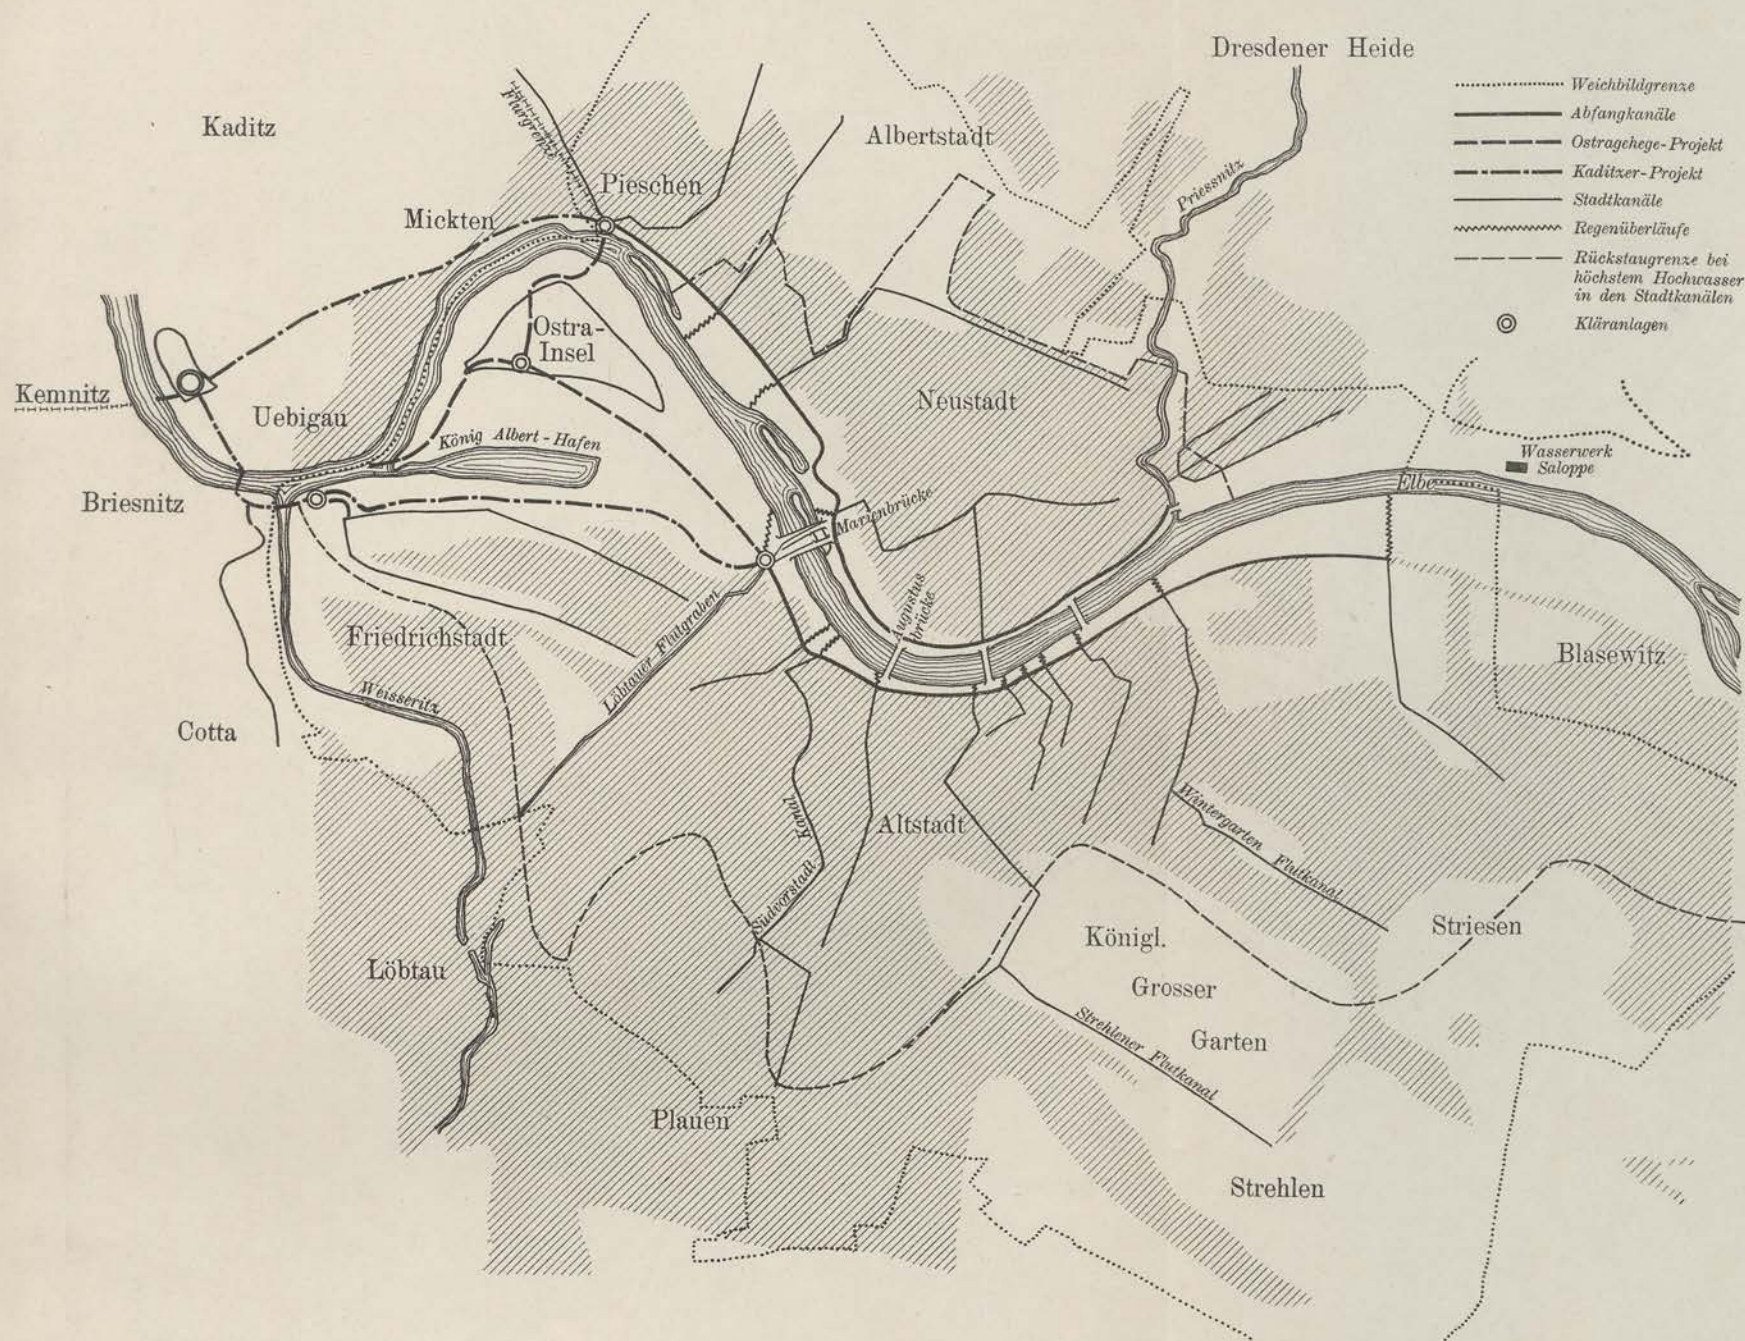 Dresdener Heide
Weichbildgrenze
Abfangkanäle
Ostragehege-Projekt
Kaditzer-Projekt
Stadtkanäle
Regenüberläufe
Rückstaugrenze bei
höchstem Hochwasser
in den Stadtkanälen
Kläranlagen
Kaditz
Flurgrenze
Pieschen
Albertstadt
Mickten
Priessnitz
Ostra-
Insel
Kemnitz
Uebigau
Neustadt
König Albert-Hafen
Wasserwerk
Saloppe
Elbe
Briesnitz
Marienbrücke
Augustus
brücke
Friedrichstadt
Löbtauer Flutgraben
Blasewitz
Weisseritz
Cotta
Altstadt
Wintergarten Flutkanal
Südvorstadt Kanal
Striesen
Löbtau
Königl.
Grosser
Garten
Strehlener Flutkanal
Plauen
Strehlen